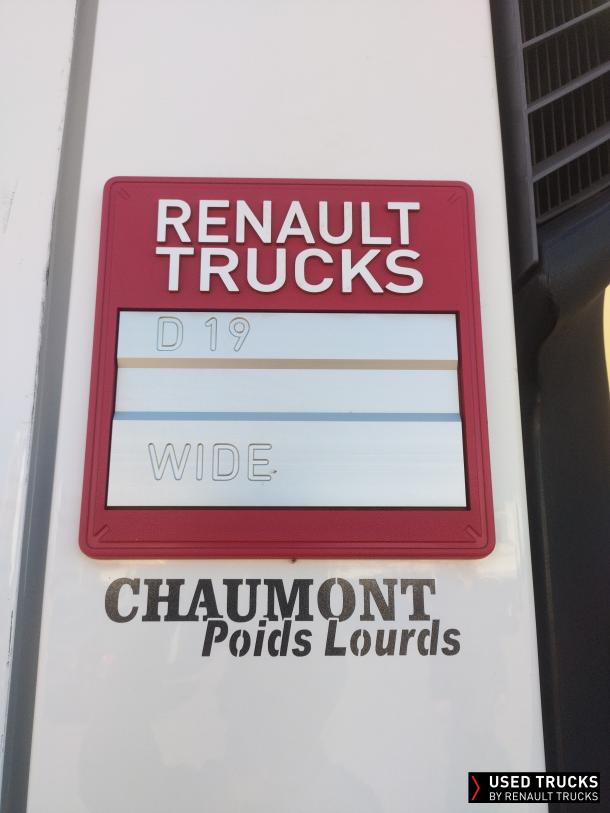 RENAULT
TRUCKS
D 19
WIDE
CHAUMONT
Poids Lourds
USED TRUCKS
BY RENAULT TRUCKS